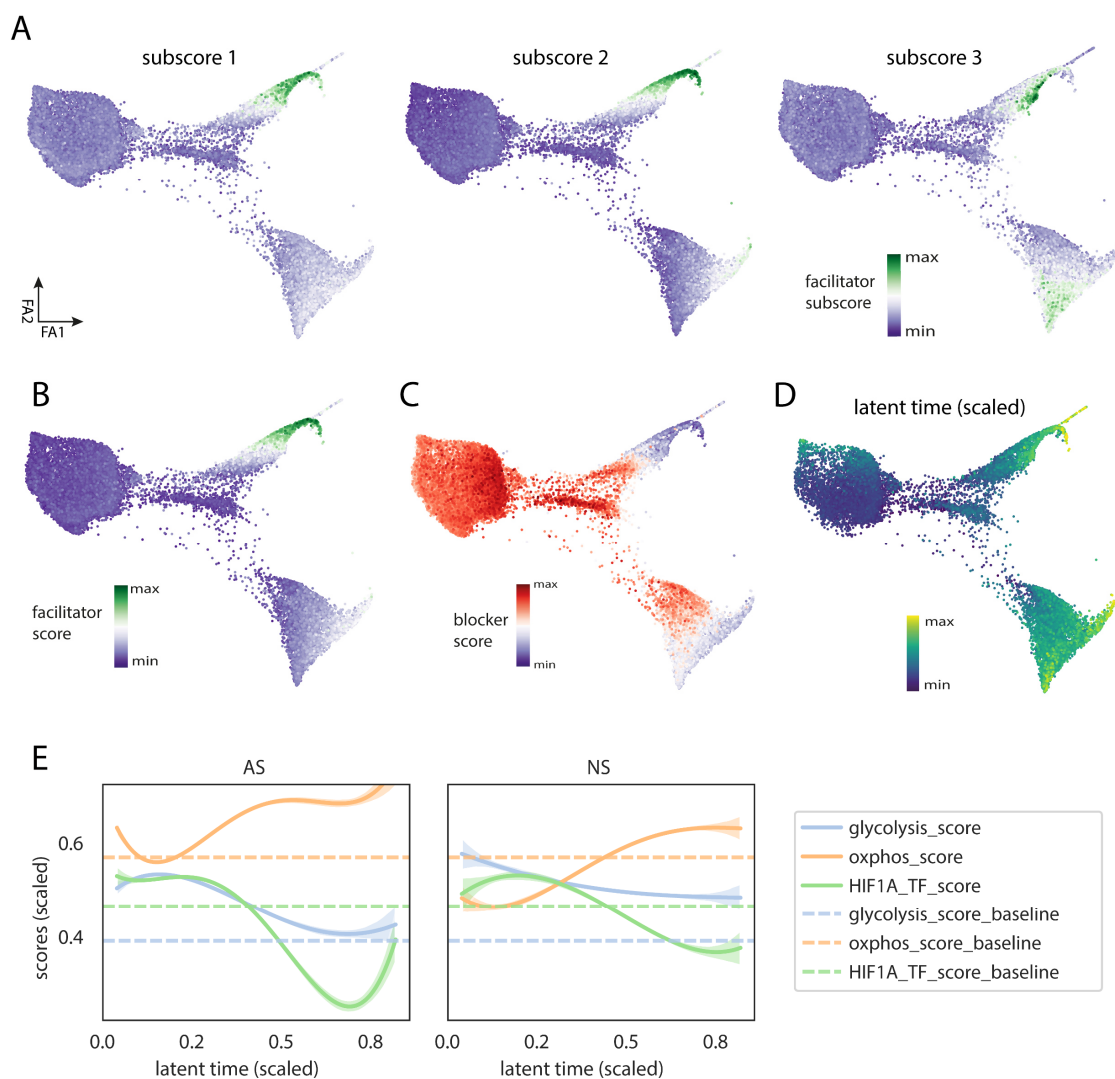 A
subscore 1
subscore 2
subscore 3
FA2
FA1
facilitator
subscore
max
min
B
C
D
latent time (scaled)
facilitator
score
max
min
blocker
score
max
min
max
min
E
AS
NS
scores (scaled)
0.6
0.4
0.0
0.2
0.5
0.8
latent time (scaled)
0.0
0.2
0.5
0.8
latent time (scaled)
glycolysis_score
oxphos_score
HIF1A_TF_score
glycolysis_score_baseline
oxphos_score_baseline
HIF1A_TF_score_baseline